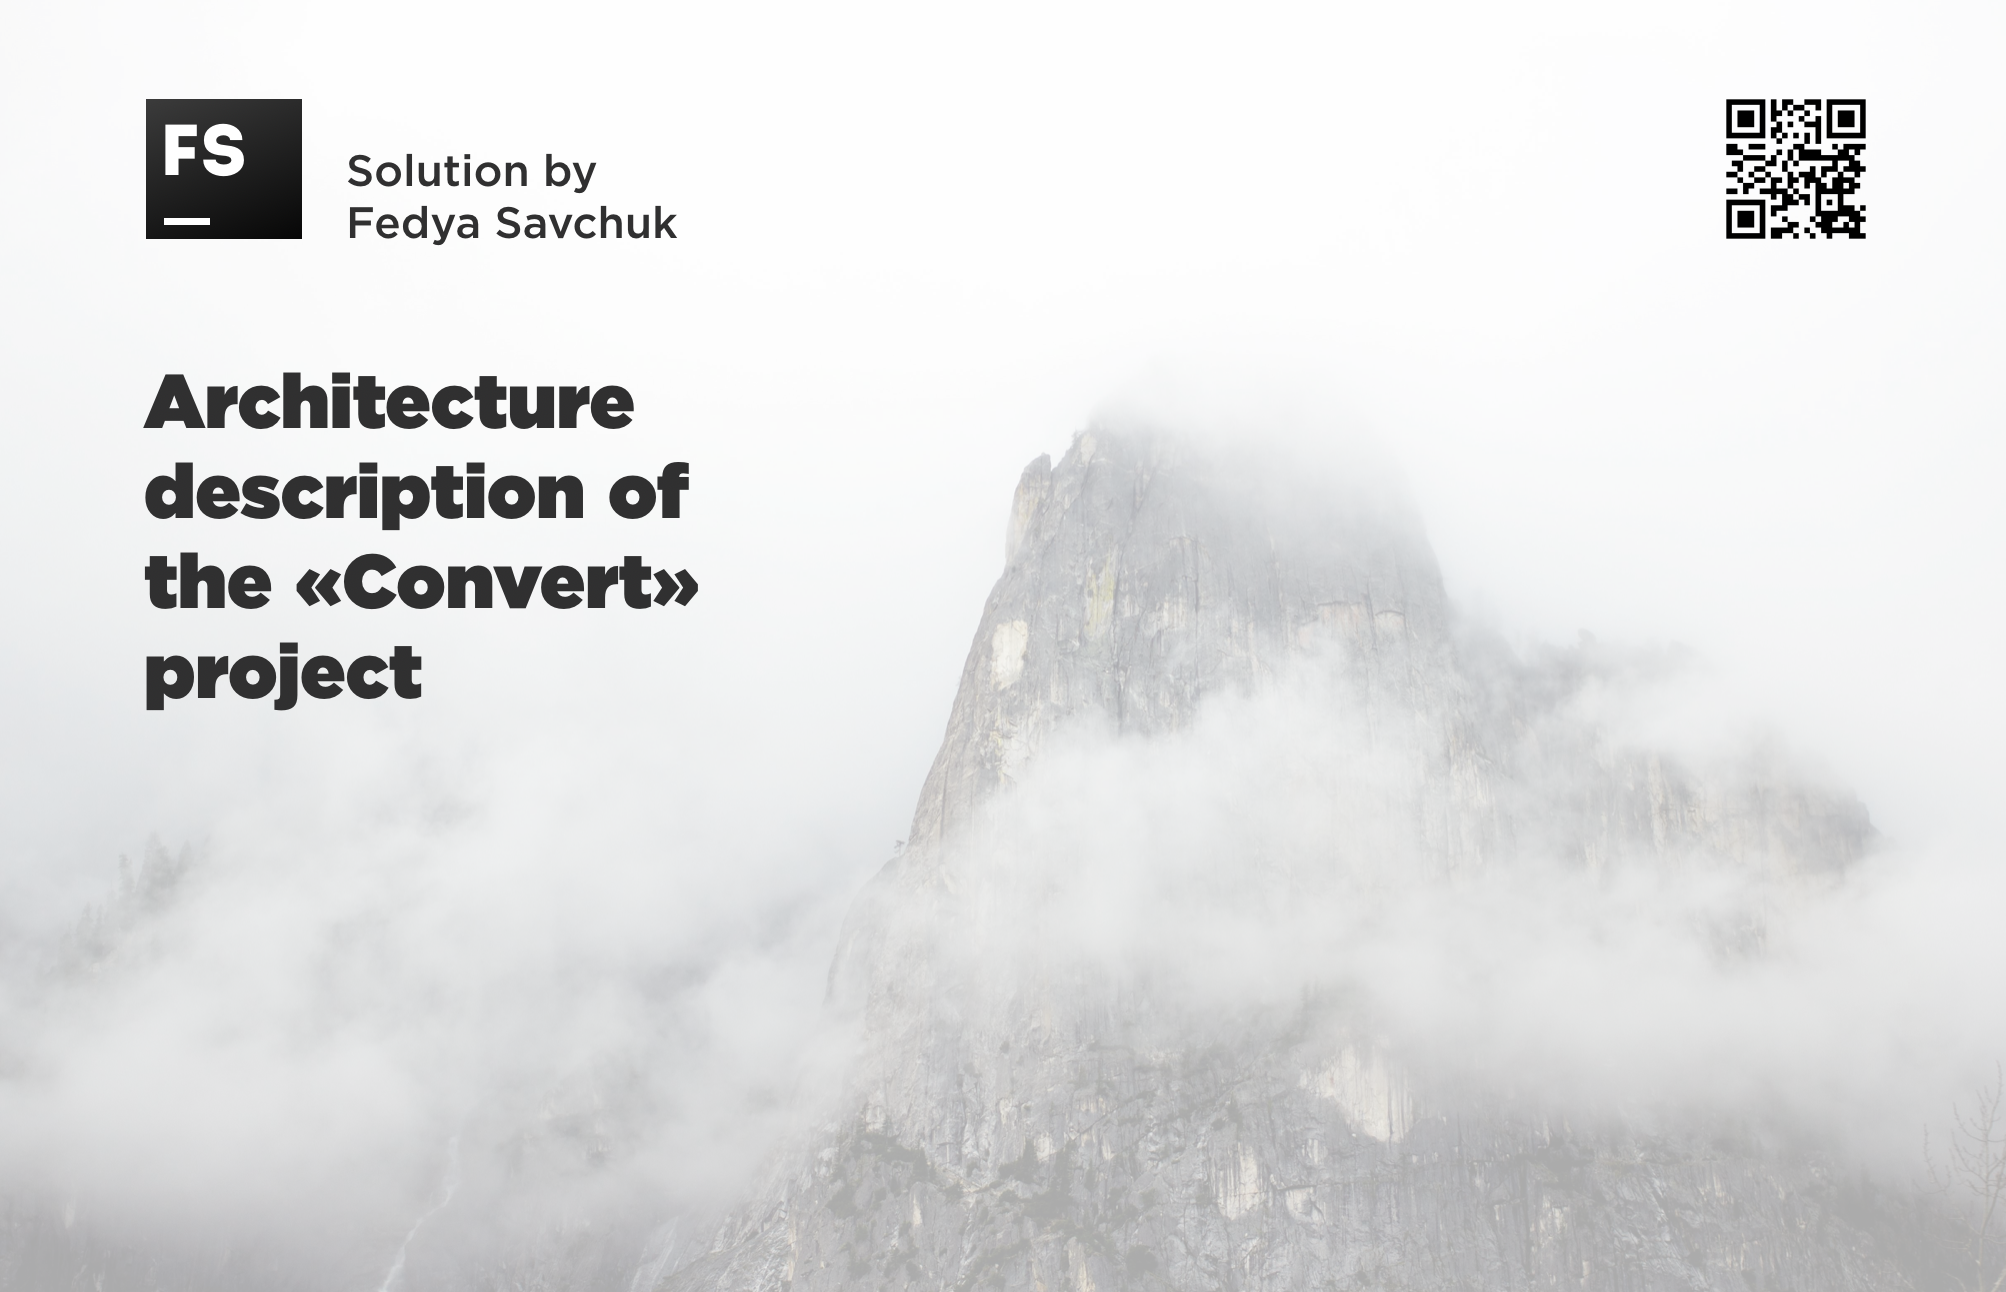 FS
Solution by
Fedya Savchuk
Architecture
description of
the «Convert»
project